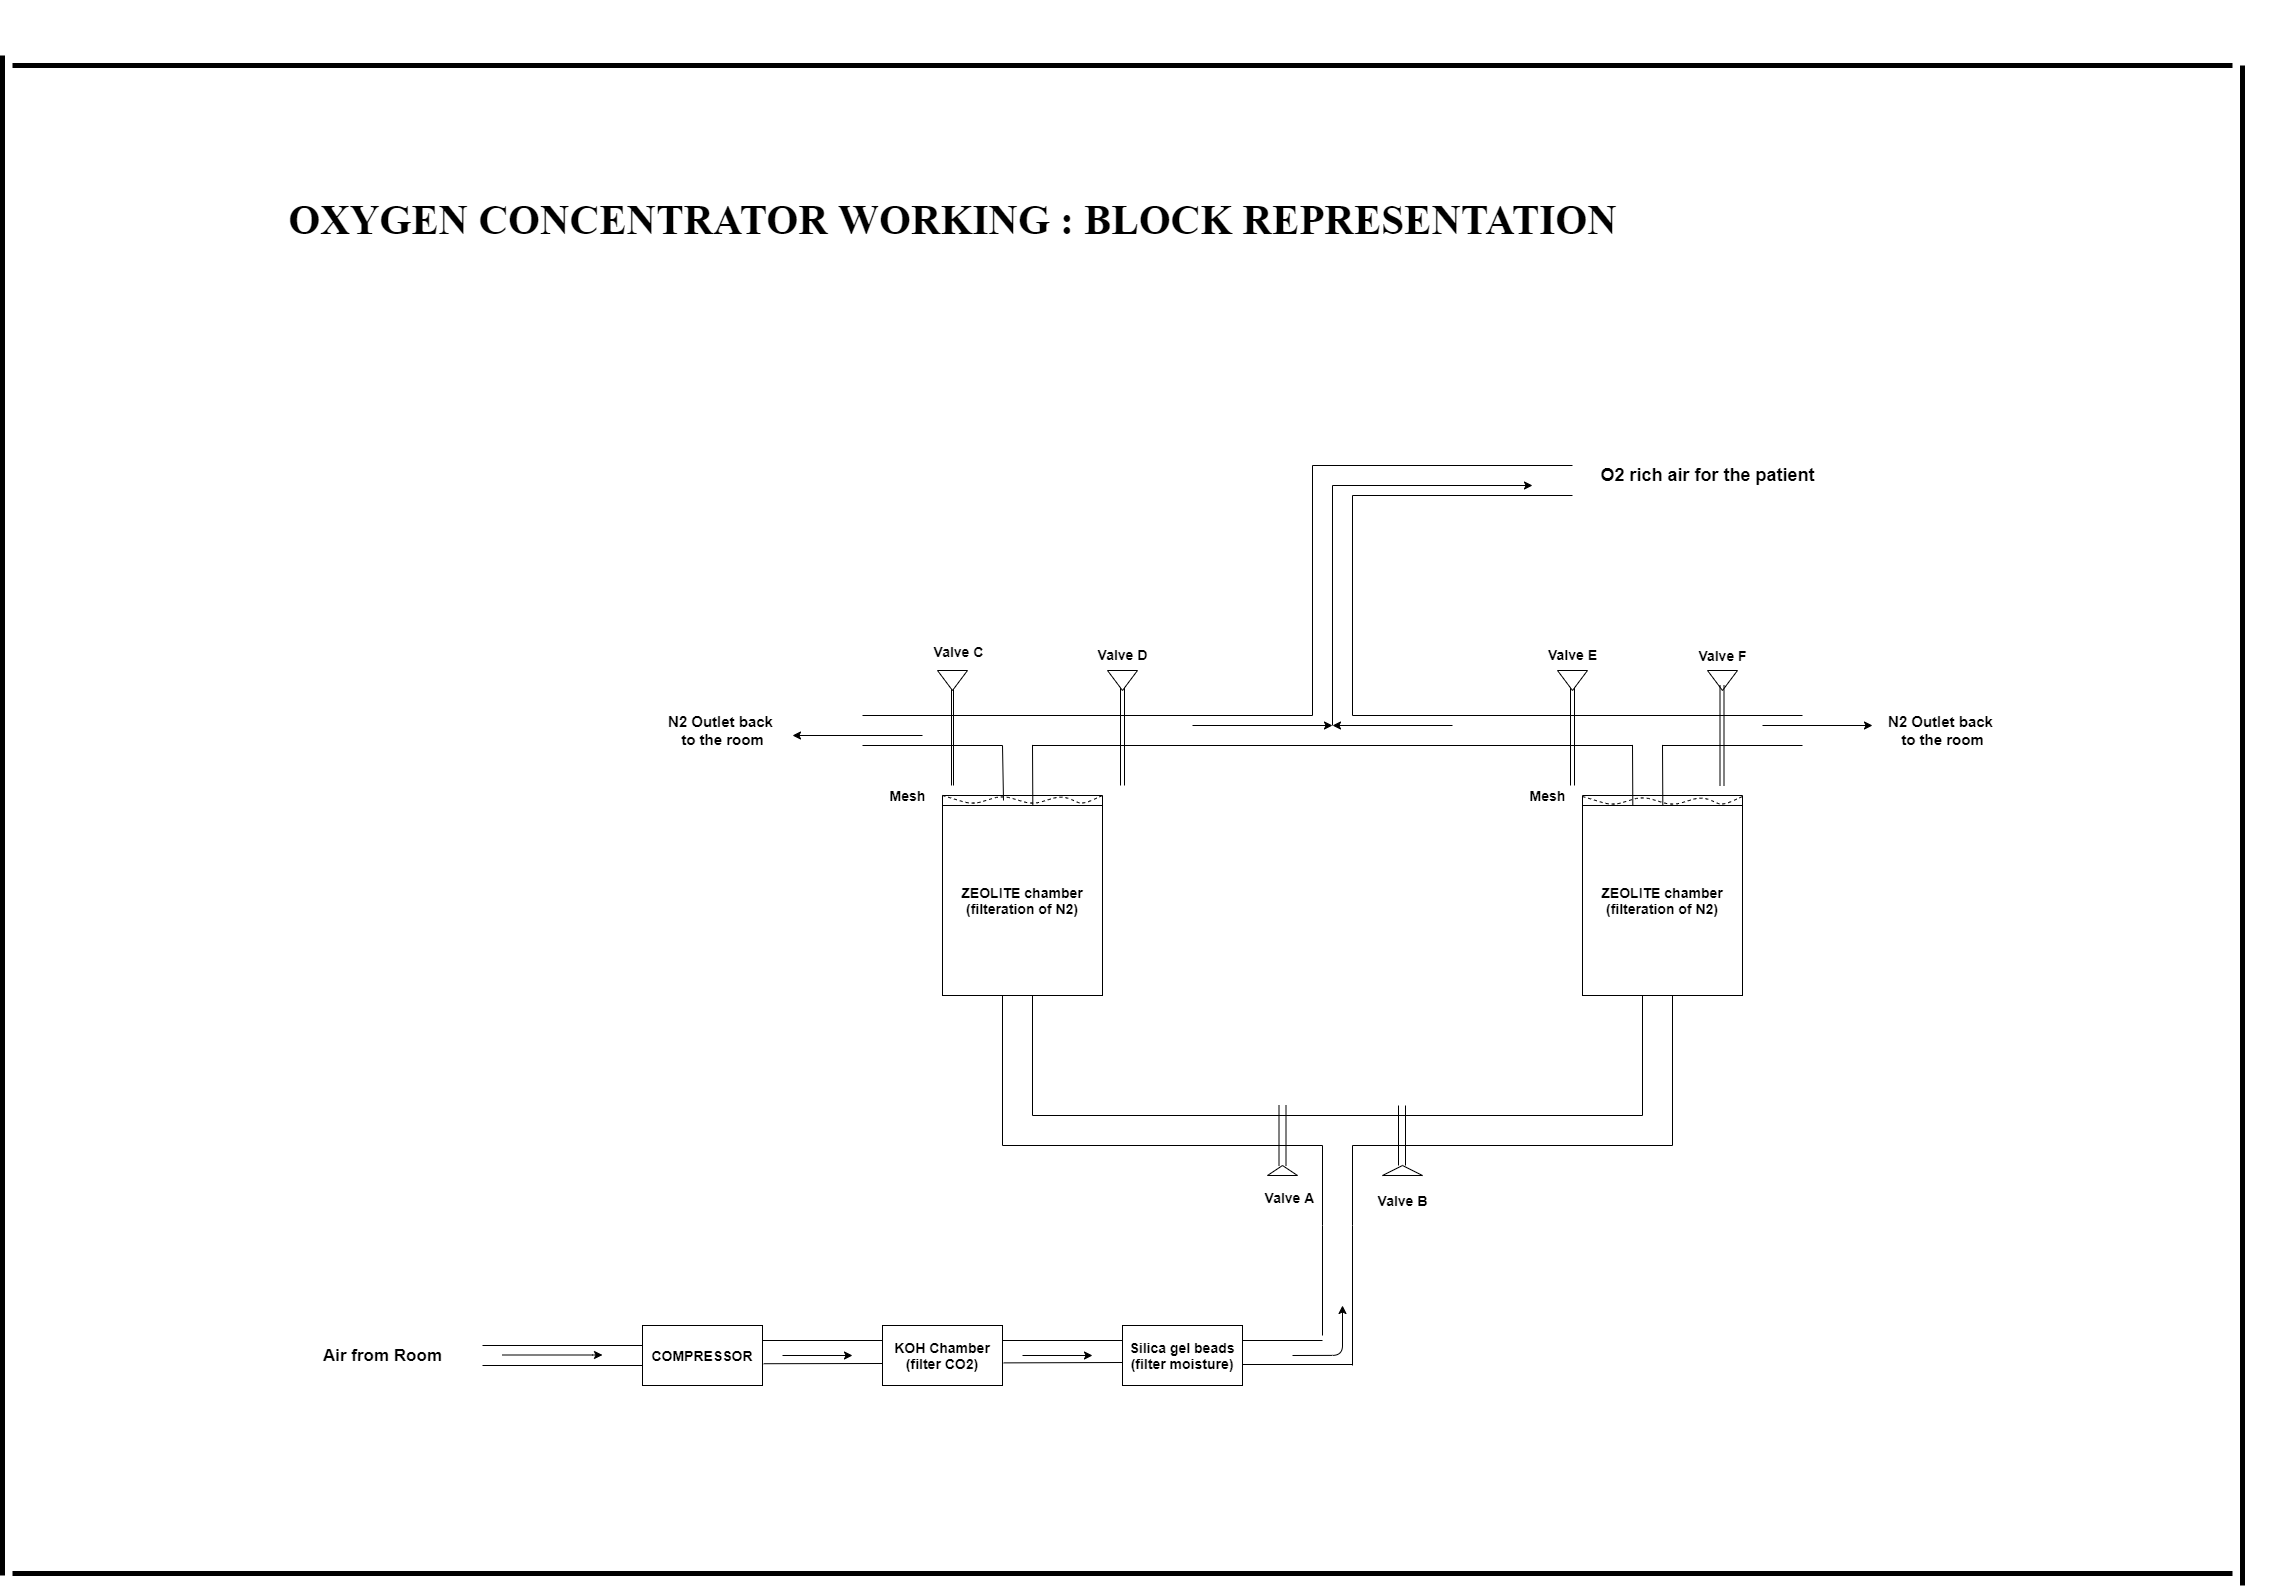 OXYGEN CONCENTRATOR WORKING : BLOCK REPRESENTATION
O2 rich air for the patient
Valve C
Valve D
Valve E
Valve F
N2 Outlet back
to the room
N2 Outlet back
to the room
Mesh
Mesh
ZEOLITE chamber
(filteration of N2)
ZEOLITE chamber
(filteration of N2)
Valve A
Valve B
Air from Room
COMPRESSOR
KOH Chamber
(filter CO2)
Silica gel beads
(filter moisture)